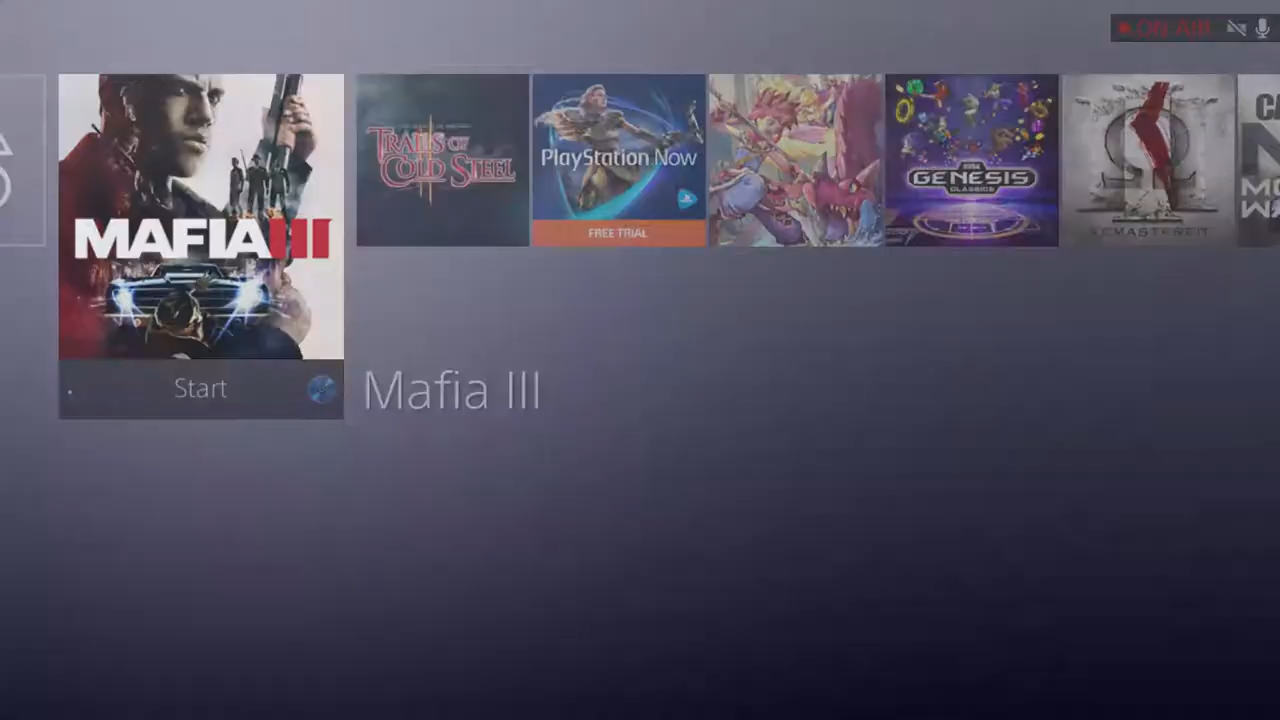 ON AIR
MAFIA III
TRAILS OF
COLD STEEL
PlayStation Now
FREE TRIAL
SEGA
GENESIS
CLASSICS
REMASTERED
Start
Mafia III